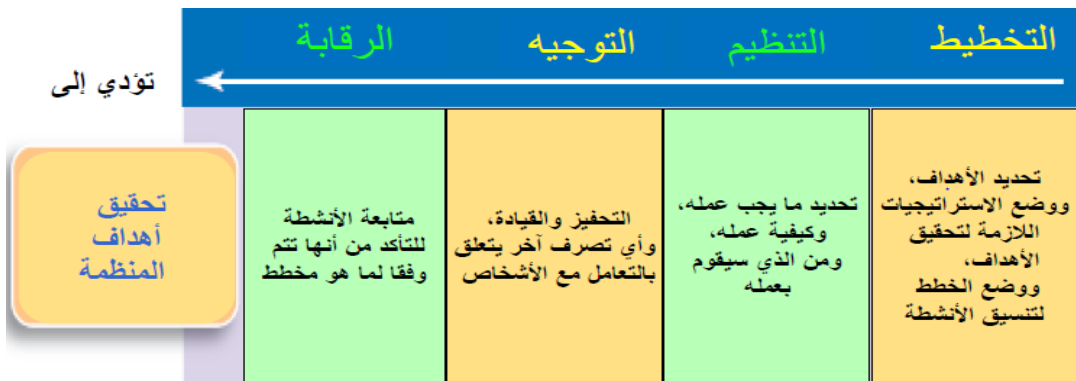 التخطيط
التنظيم
التوجيه
الرقابة
تؤدي إلى
تحديد الأهداف،
ووضع الاستراتيجيات
اللازمة لتحقيق
الأهداف،
ووضع الخطط
لتنسيق الأنشطة
تحديد ما يجب عمله،
وكيفية عمله،
ومن الذي سيقوم
بعمله
التحفيز والقيادة،
وأي تصرف آخر يتعلق
بالتعامل مع الأشخاص
متابعة الأنشطة
للتأكد من أنها تتم
وفقا لما هو مخطط
تحقيق
أهداف
المنظمة